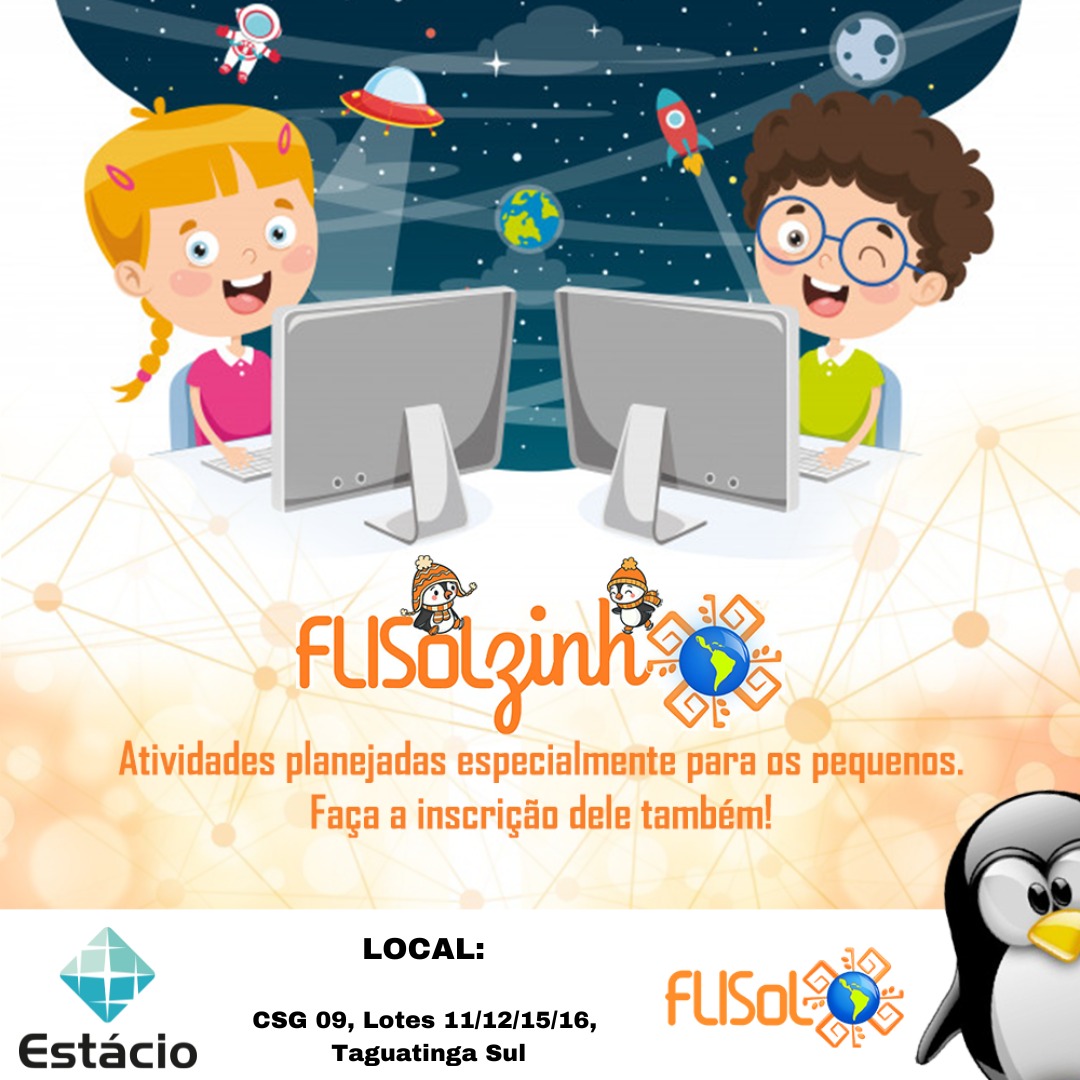 FLISOLzinho
Atividades planejadas especialmente para os pequenos.
Faça a inscrição dele também!
LOCAL:
CSG 09, Lotes 11/12/15/16,
Taguatinga Sul
Estácio
FLISOL